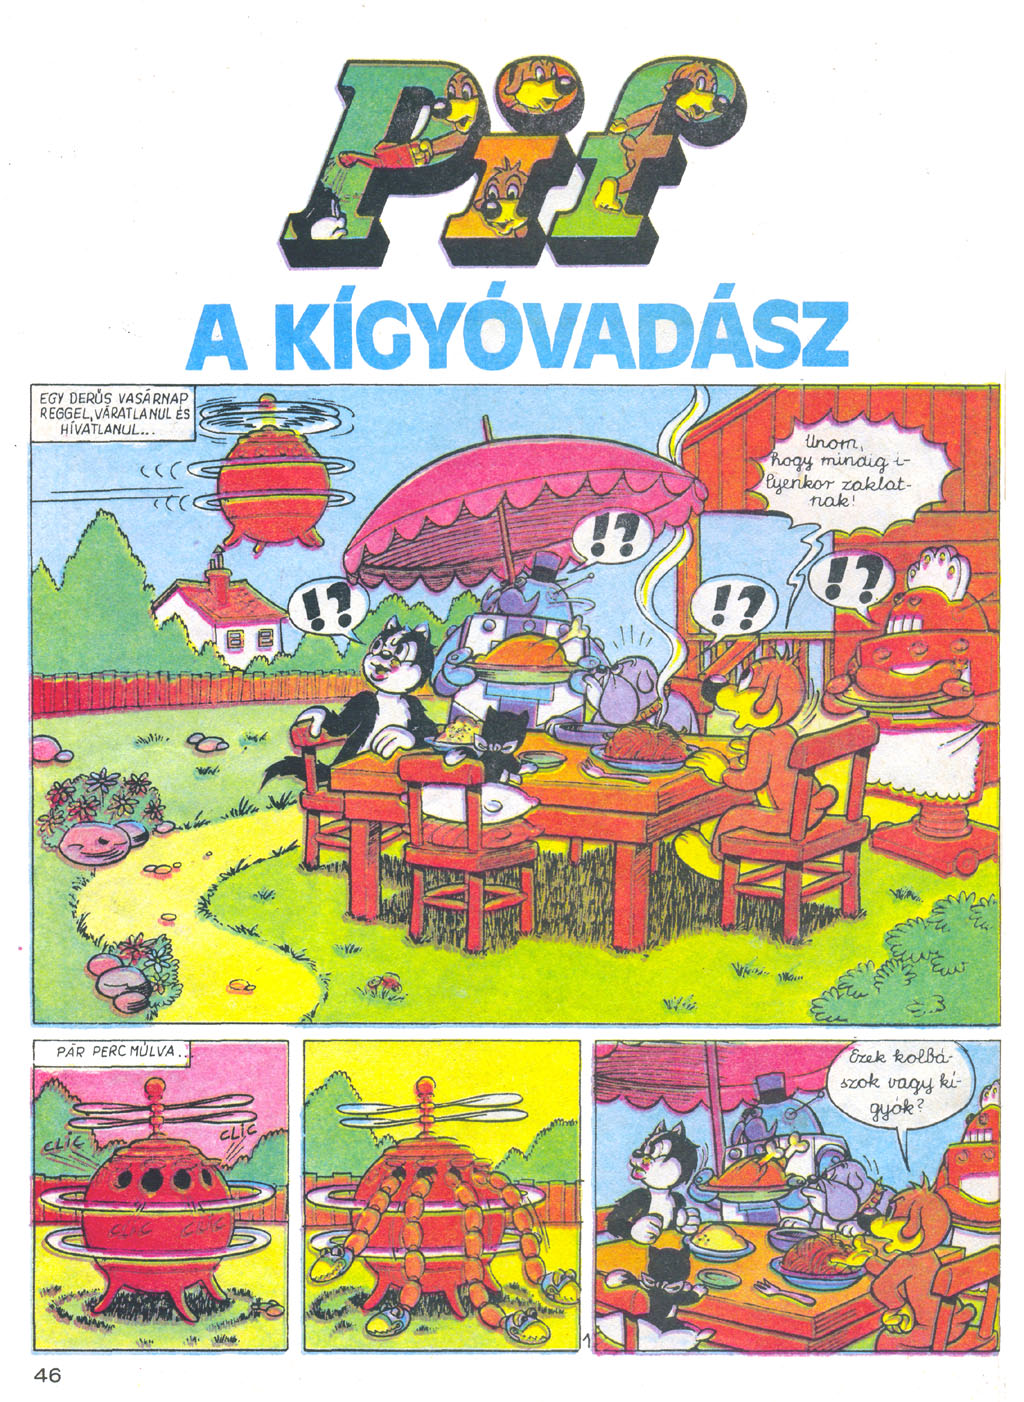 Pif
A KÍGYÓVADÁSZ
EGY DERŰS VASÁRNAP
REGGEL, VÁRATLANUL ÉS
HÍVATLANUL...
Unom,
hogy mindig i-
lyenkor zaklat-
nak!
!?
!?
!?
!?
PÁR PERC MÚLVA..
CLIC
CLIC
CLIC
CLIC
Ezek kolbá-
szok vagy kí-
gyók?
1
46